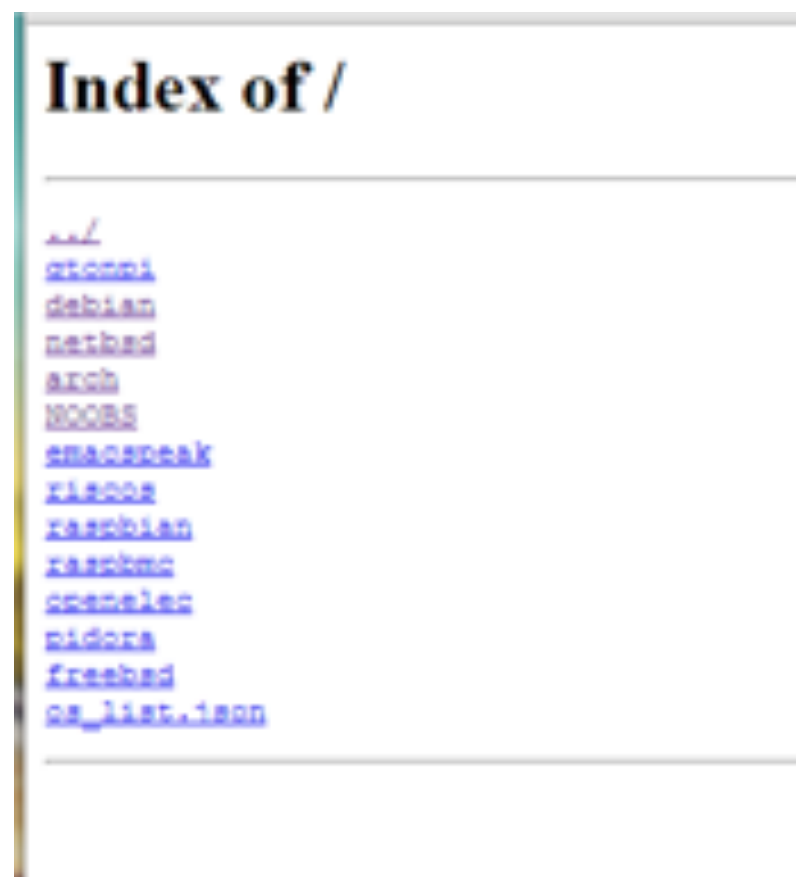 Index of /
../
qtonpi
debian
netbsd
arch
NOOBS
emacspeak
riscos
raspbian
raspbmc
openelec
pidora
freebsd
os_list.json